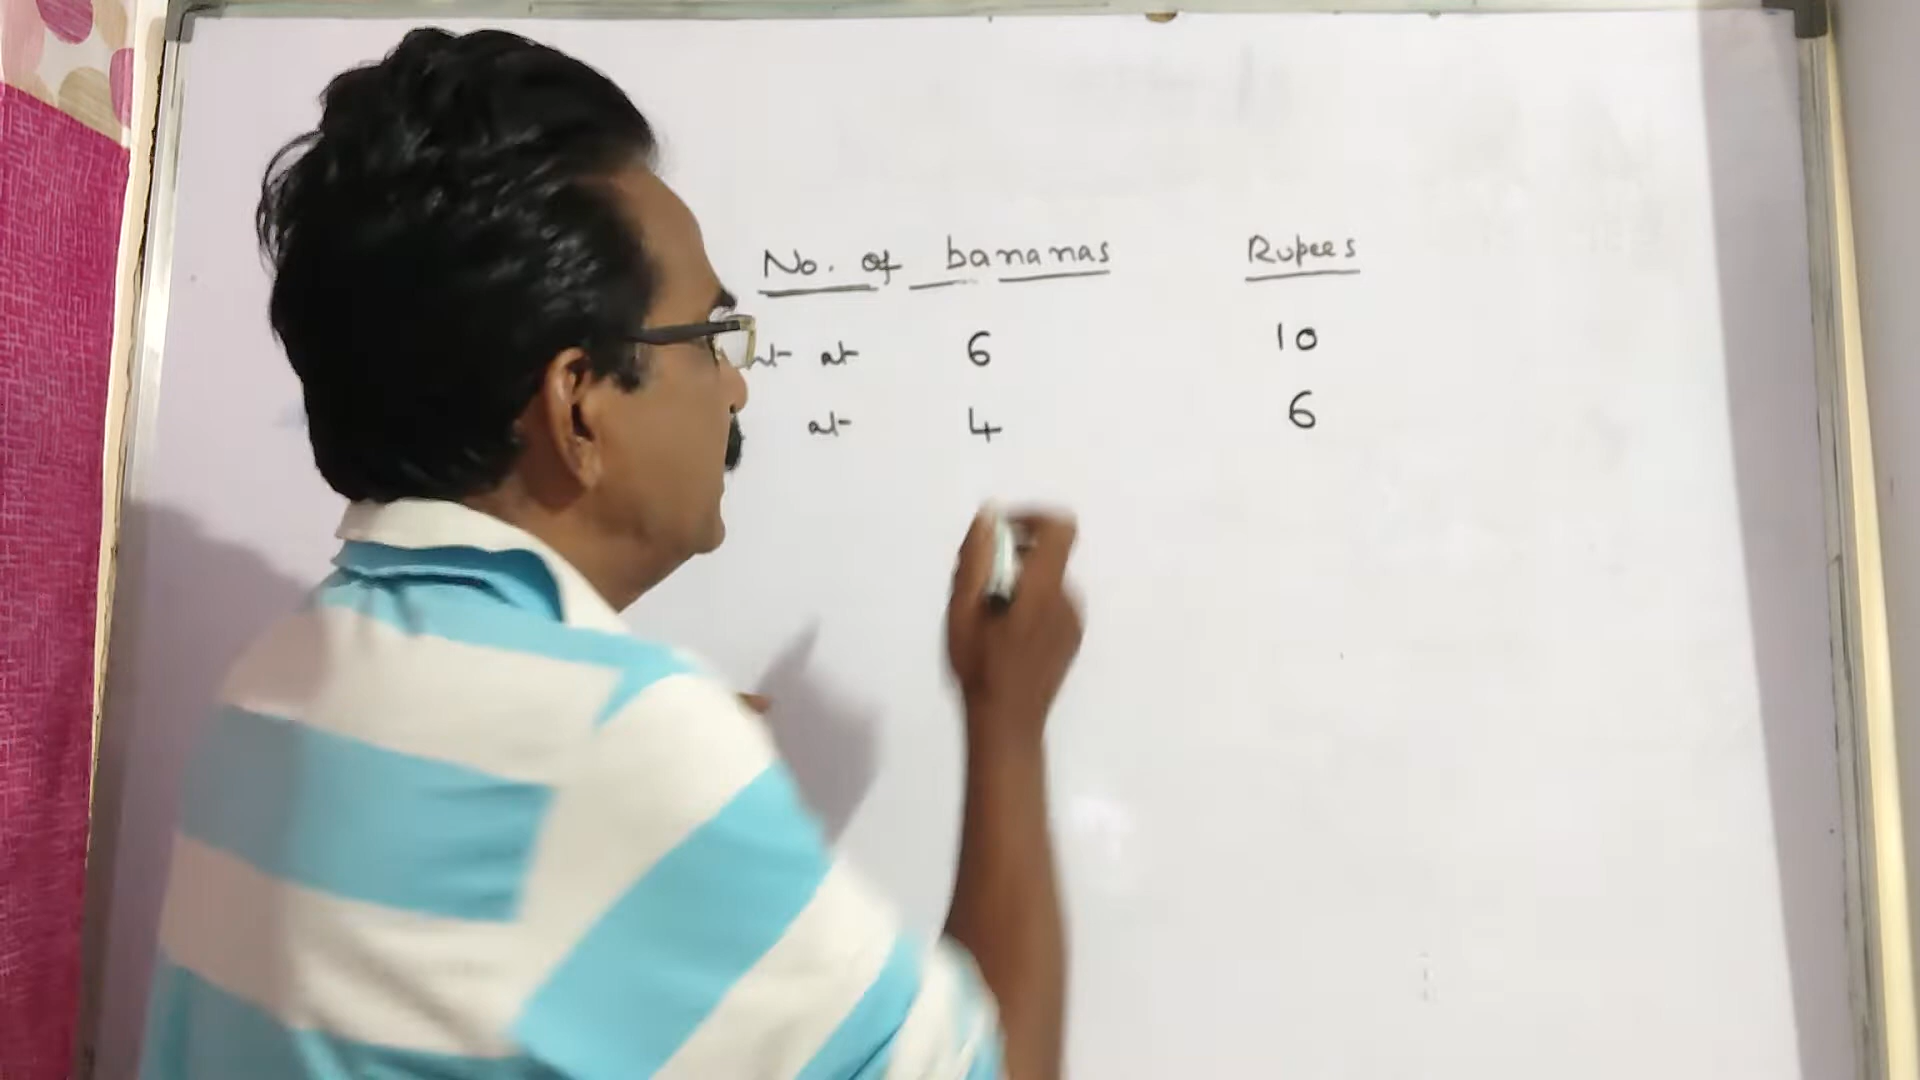 No. of bananas Rupees
at 6 10
at 4 6